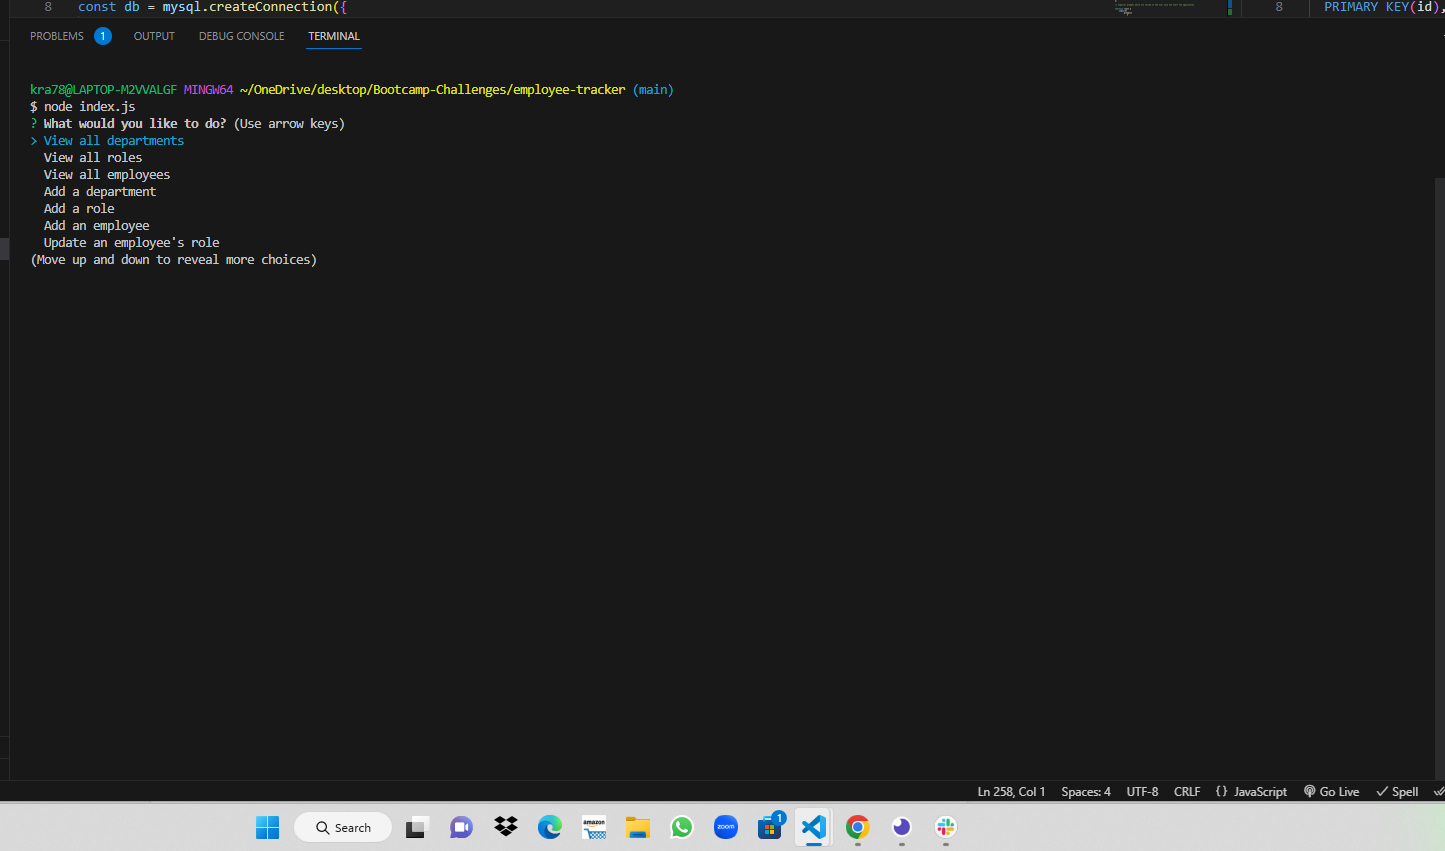 8 const db = mysql.createConnection({
8 PRIMARY KEY(id),
PROBLEMS 1 OUTPUT DEBUG CONSOLE TERMINAL
kra78@LAPTOP-M2VVALGF MINGW64 ~/OneDrive/desktop/Bootcamp-Challenges/employee-tracker (main)
$ node index.js
? What would you like to do? (Use arrow keys)
> View all departments
View all roles
View all employees
Add a department
Add a role
Add an employee
Update an employee's role
(Move up and down to reveal more choices)
Ln 258, Col 1 Spaces: 4 UTF-8 CRLF {} JavaScript Go Live Spell
Search amazon zoom 1